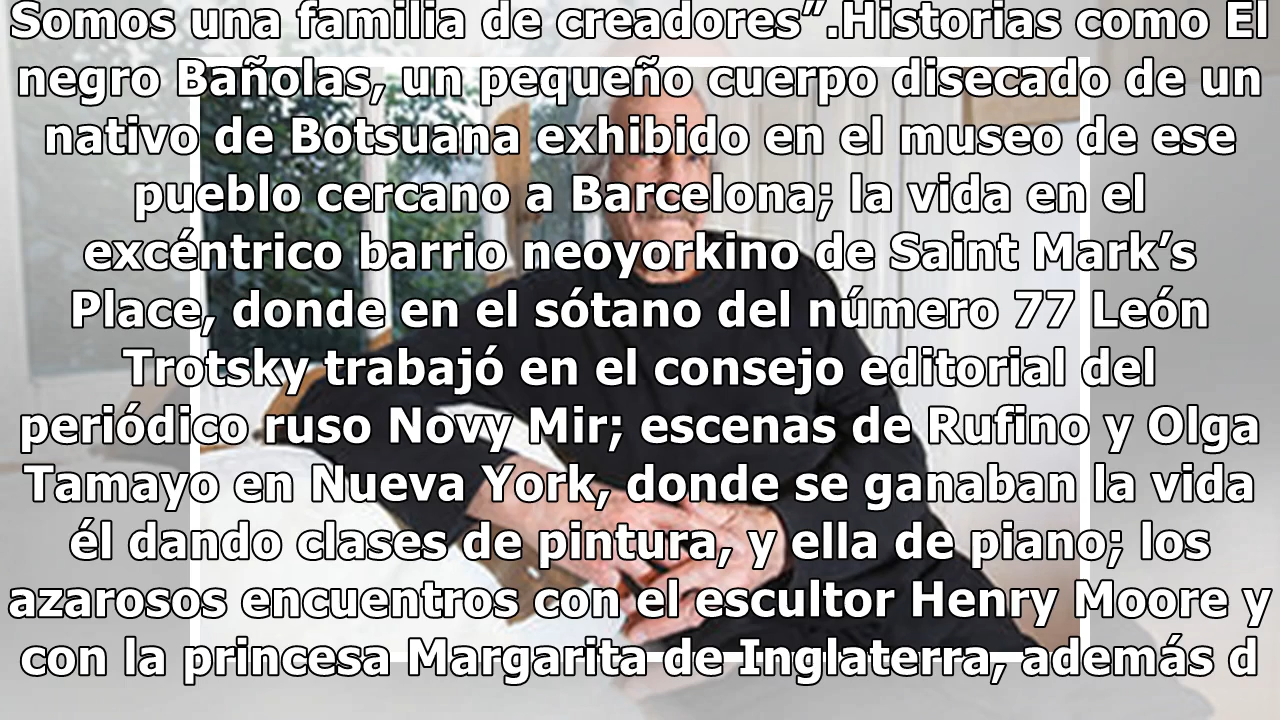 Somos una familia de creadores”.Historias como El
negro Bañolas, un pequeño cuerpo disecado de un
nativo de Botsuana exhibido en el museo de ese
pueblo cercano a Barcelona; la vida en el
excéntrico barrio neoyorkino de Saint Mark’s
Place, donde en el sótano del número 77 León
Trotsky trabajó en el consejo editorial del
periódico ruso Novy Mir; escenas de Rufino y Olga
Tamayo en Nueva York, donde se ganaban la vida
él dando clases de pintura, y ella de piano; los
azarosos encuentros con el escultor Henry Moore y
con la princesa Margarita de Inglaterra, además d